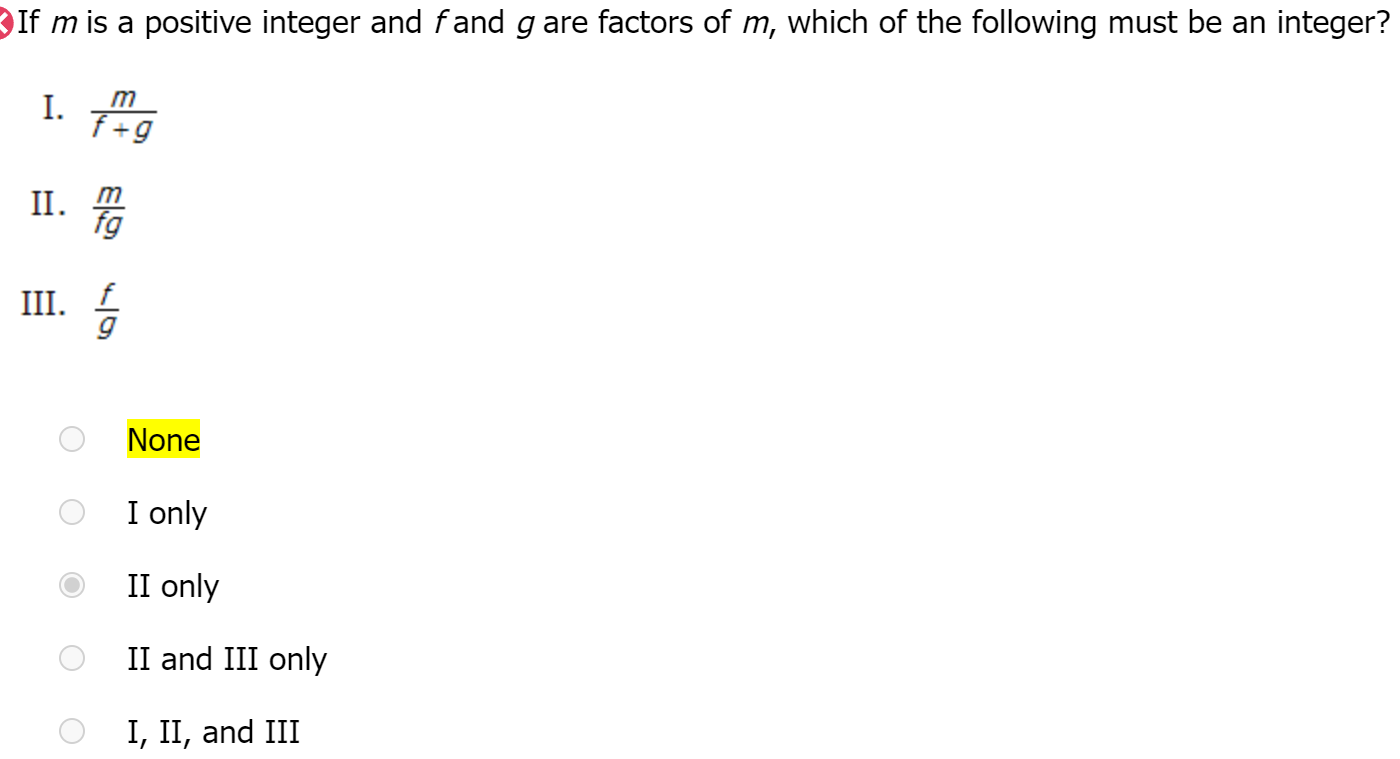 If m is a positive integer and f and g are factors of m, which of the following must be an integer?
I. m
f + g
II. m
fg
III. f
g
None
I only
II only
II and III only
I, II, and III